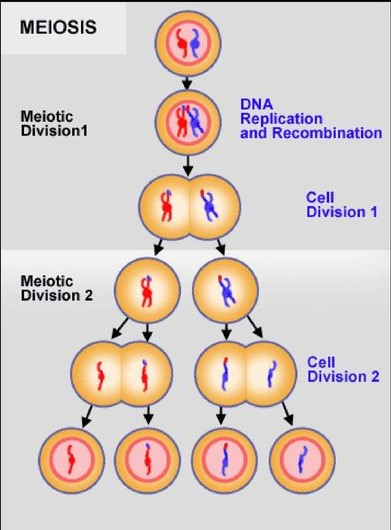 MEIOSIS
DNA
Replication
and Recombination
Meiotic
Division1
Cell
Division 1
Meiotic
Division 2
Cell
Division 2